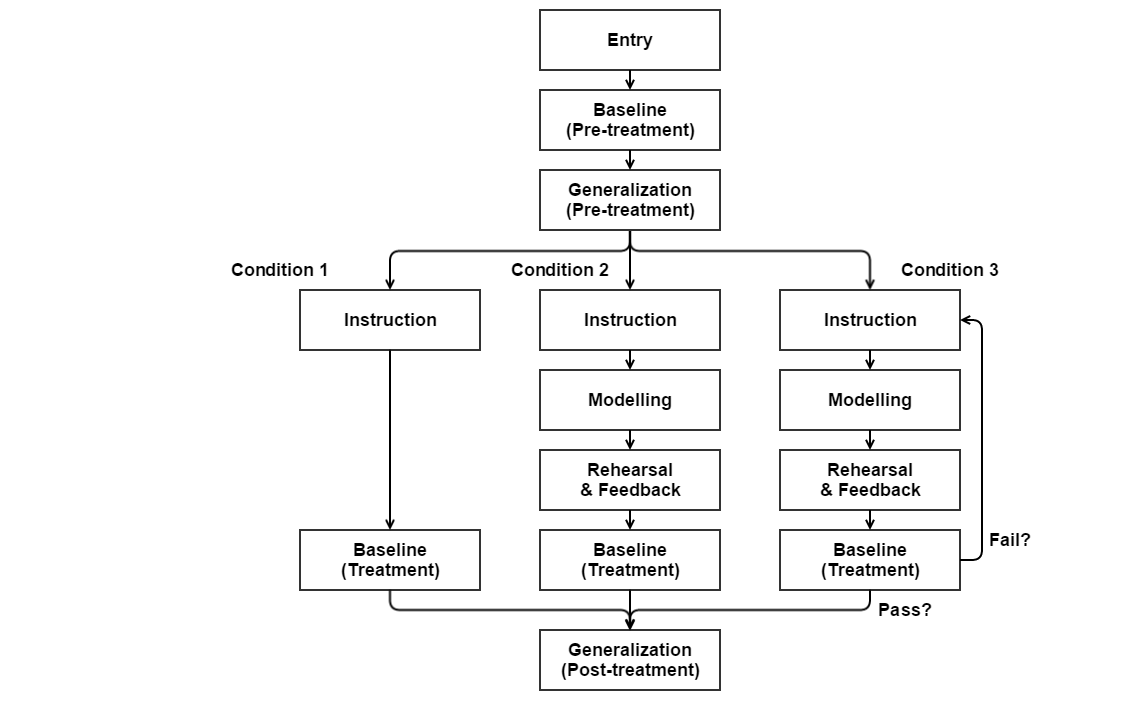 Entry
Baseline
(Pre-treatment)
Generalization
(Pre-treatment)
Condition 1
Condition 2
Condition 3
Instruction
Instruction
Instruction
Modelling
Modelling
Rehearsal
& Feedback
Rehearsal
& Feedback
Baseline
(Treatment)
Baseline
(Treatment)
Baseline
(Treatment)
Fail?
Pass?
Generalization
(Post-treatment)